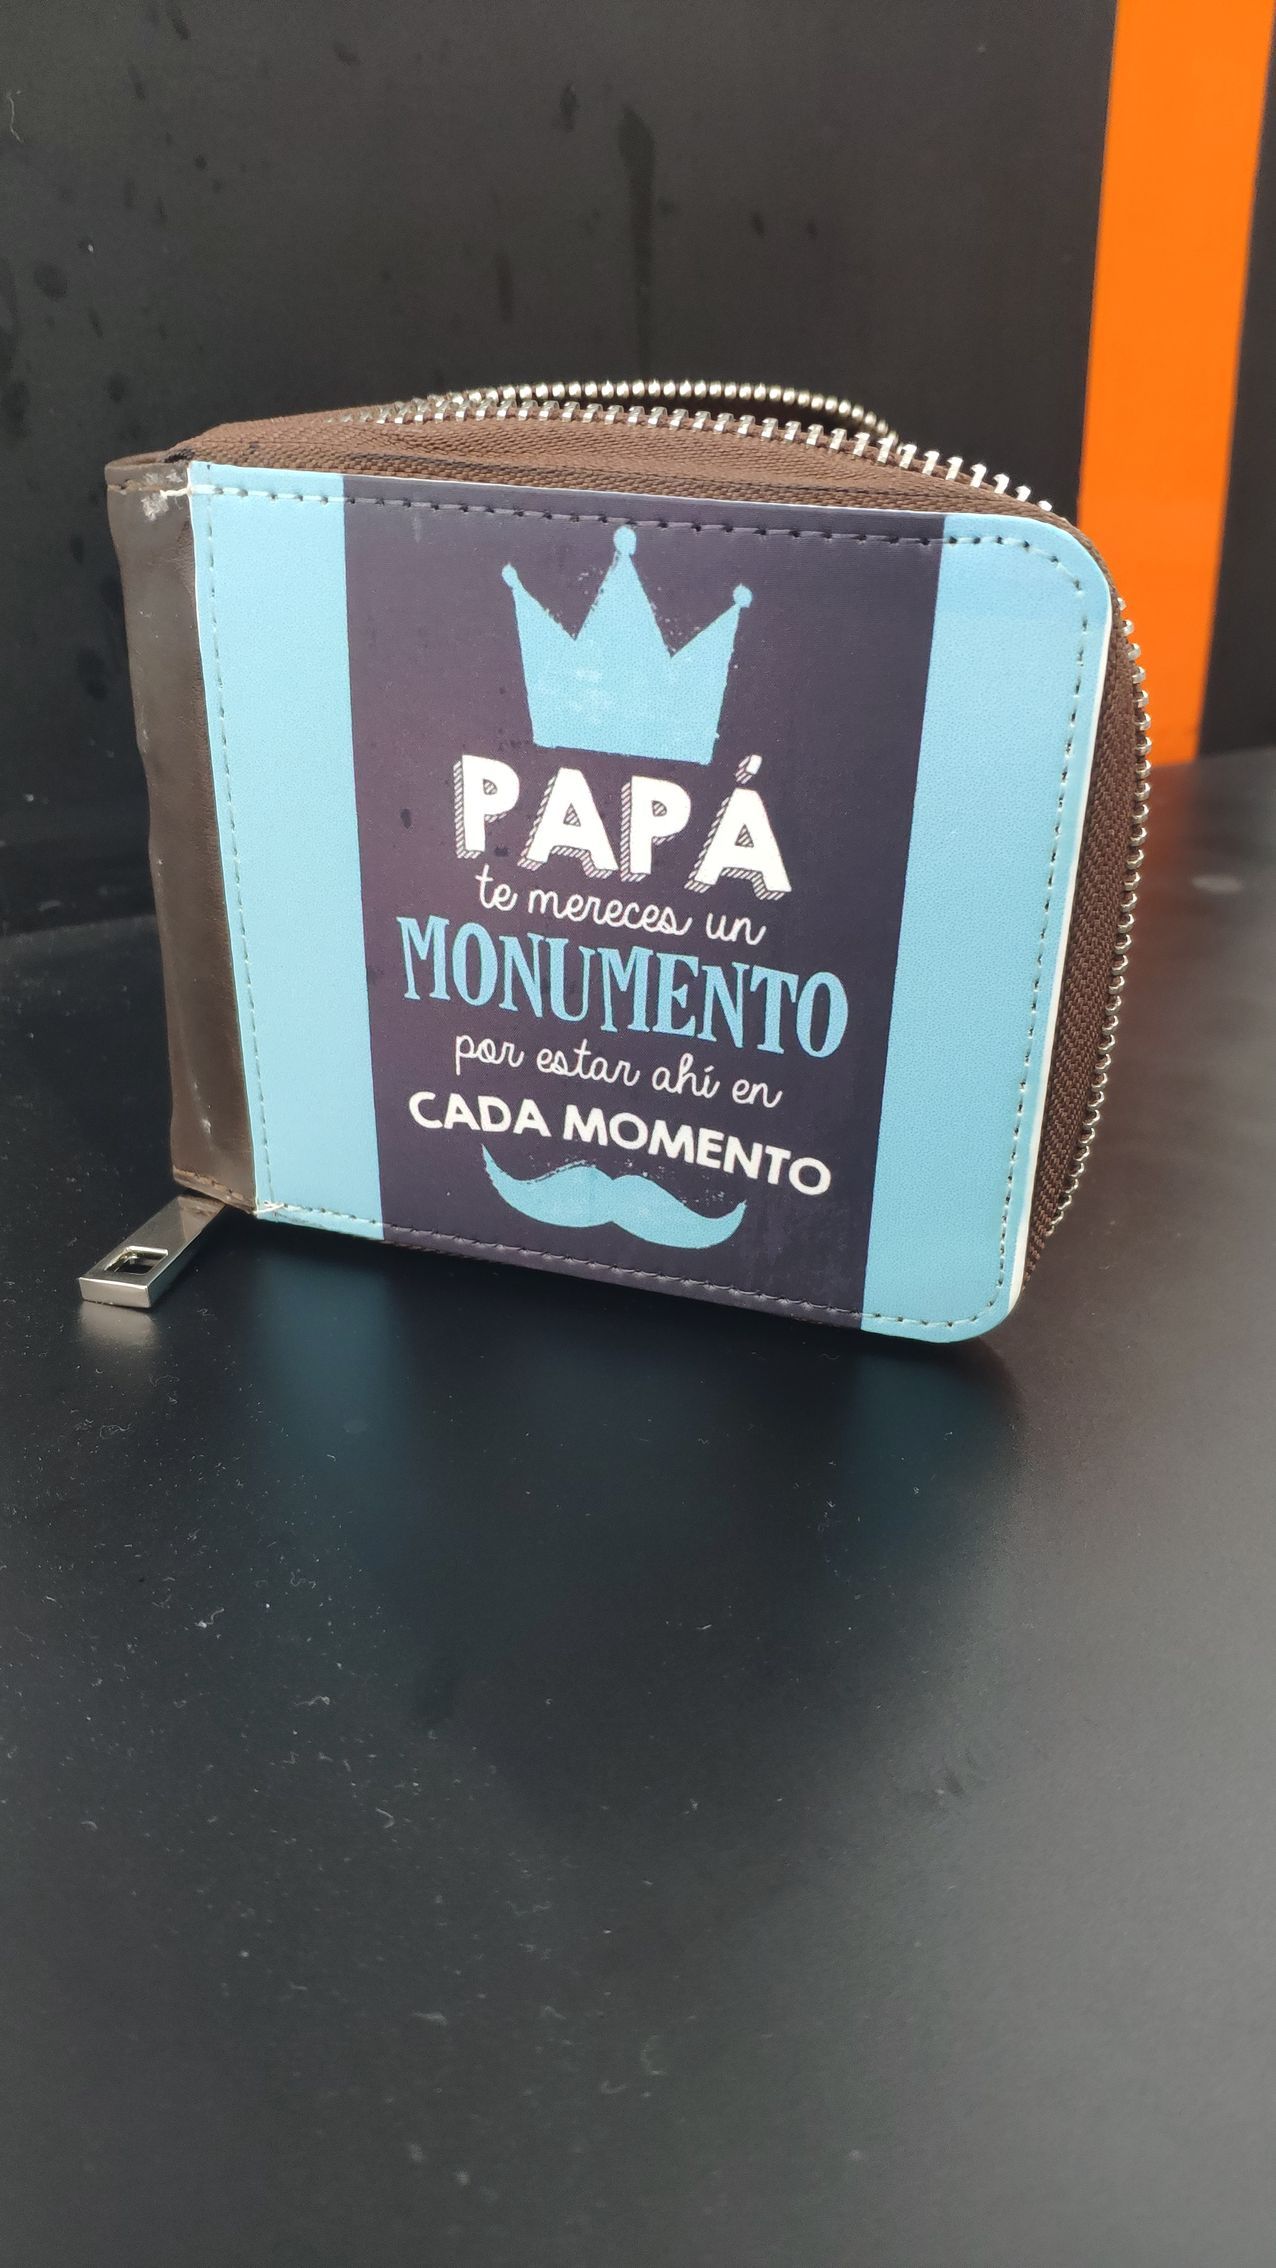 PAPÁ
te mereces un
MONUMENTO
por estar ahí en
CADA MOMENTO